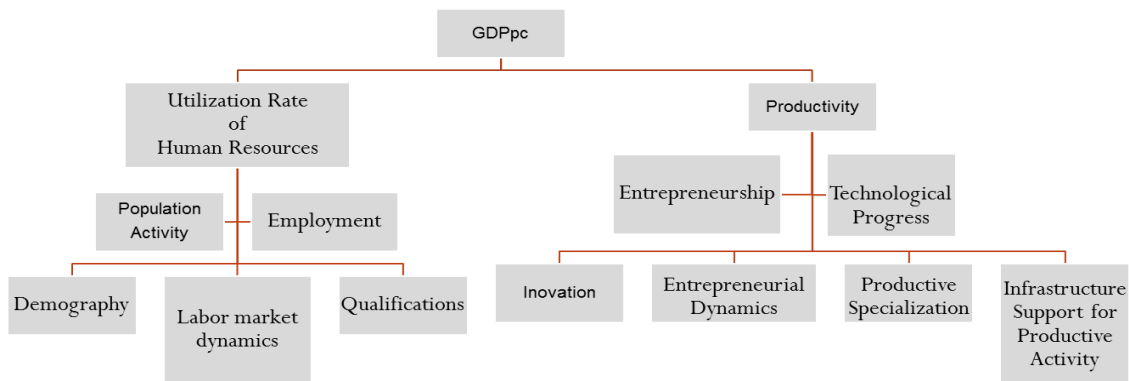 GDPpc
Utilization Rate
of
Human Resources
Productivity
Population
Activity
Employment
Entrepreneurship
Technological
Progress
Demography
Labor market
dynamics
Qualifications
Inovation
Entrepreneurial
Dynamics
Productive
Specialization
Infrastructure
Support for
Productive
Activity